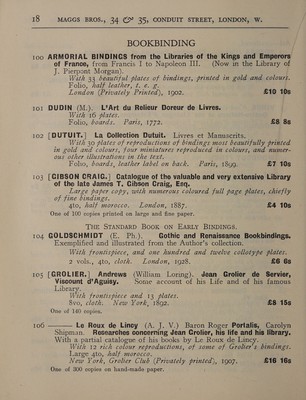 18 MAGGS BROS., 34 & 35, CONDUIT STREET, LONDON, W.
BOOKBINDING
100 ARMORIAL BINDINGS from the Libraries of the Kings and Emperors
of France, from Francis I to Napoleon III. (Now in the Library of
J. Pierpont Morgan).
With 53 beautiful plates of bindings, printed in gold and colours.
Folio, half leather, t. e. g.
London (Privately Printed), 1902. £10 10s
101 DUDIN (M.). L'Art du Relieur Doreur de Livres.
With 16 plates.
Folio, boards. Paris, 1772. £8 8s
102 [DUTUIT.] La Collection Dutuit. Livres et Manuscrits.
With 30 plates of reproductions of bindings most beautifully printed
in gold and colours, four miniatures reproduced in colours, and numer-
ous other illustrations in the text.
Folio, boards, leather label on back. Paris, 1899. £7 10s
103 [GIBSON CRAIG.] Catalogue of the valuable and very extensive Library
of the late James T. Gibson Craig, Esq.
Large paper copy, with numerous coloured full page plates, chiefly
of fine bindings.
4to, half morocco. London, 1887. £4 10s
One of 100 copies printed on large and fine paper.
THE STANDARD BOOK ON EARLY BINDINGS.
104 GOLDSCHMIDT (E. Ph.). Gothic and Renaissance Bookbindings.
Exemplified and illustrated from the Author's collection.
With frontispiece, and one hundred and twelve collotype plates.
2 vols., 4to, cloth. London, 1928. £6 6s
105 [GROLIER.] Andrews (William Loring). Jean Grolier de Servier,
Viscount d'Aguisy. Some account of his Life and of his famous
Library.
With frontispiece and 13 plates.
8vo, cloth. New York, 1892. £8 15s
One of 140 copies.
106 —— Le Roux de Lincy (A. J. V.) Baron Roger Portalis, Carolyn
Shipman. Researches concerning Jean Grolier, his life and his library.
With a partial catalogue of his books by Le Roux de Lincy.
With 12 rich colour reproductions, of some of Grolier's bindings.
Large 4to, half morocco.
New York, Grolier Club (Privately printed), 1907. £16 16s
One of 300 copies on hand-made paper.